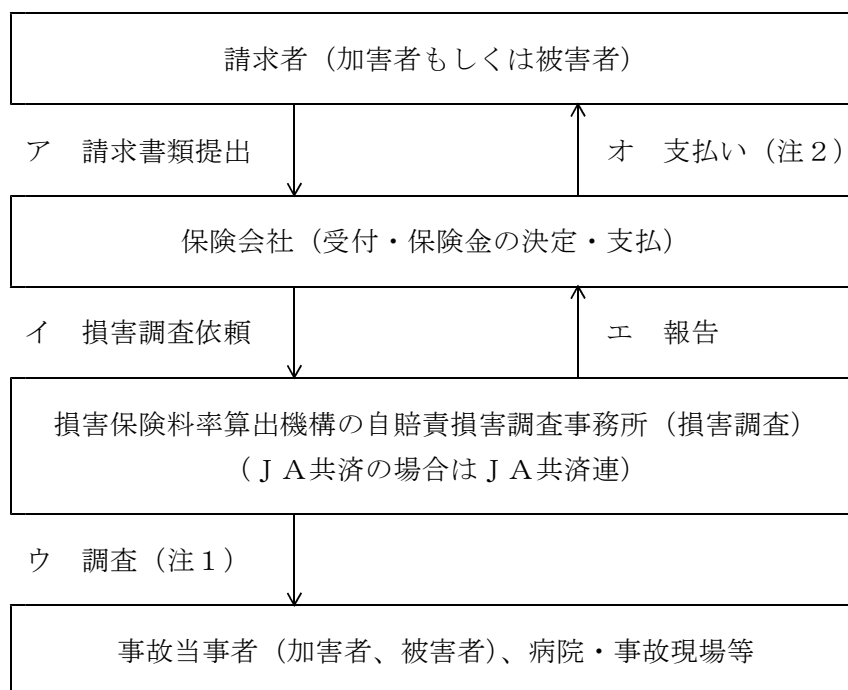 請求者（加害者もしくは被害者）
ア　請求書類提出
オ　支払い（注２）
保険会社（受付・保険金の決定・支払）
イ　損害調査依頼
エ　報告
損害保険料率算出機構の自賠責損害調査事務所（損害調査）
（ＪＡ共済の場合はＪＡ共済連）
ウ　調査（注１）
事故当事者（加害者、被害者）、病院・事故現場等